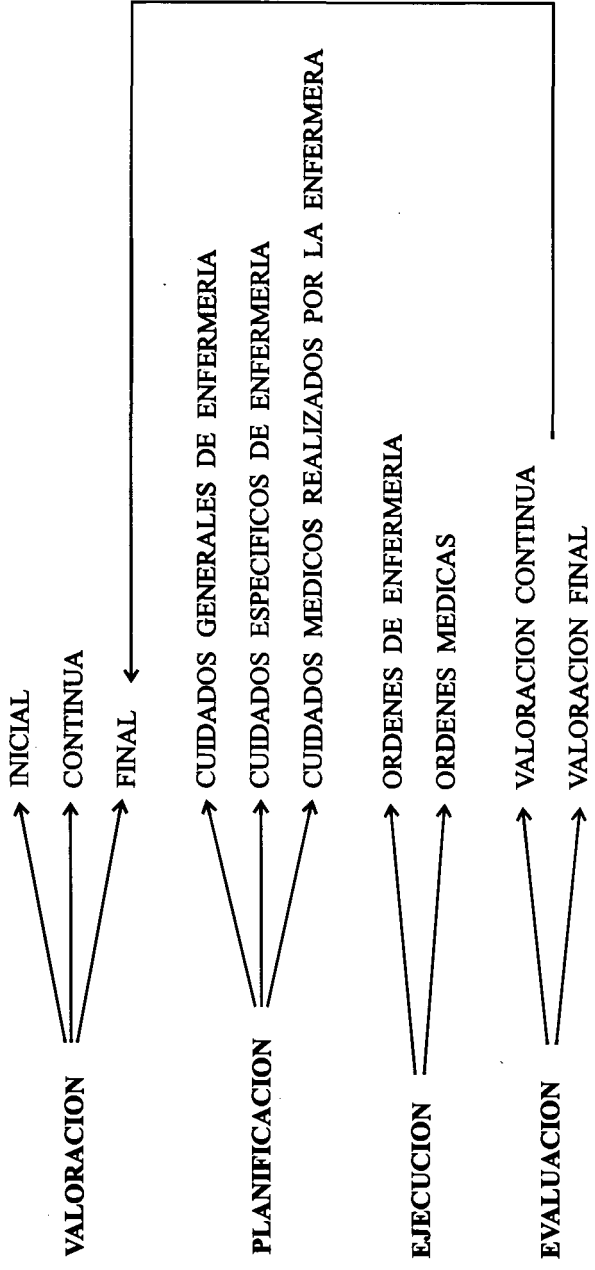 VALORACION
INICIAL
CONTINUA
FINAL
PLANIFICACION
CUIDADOS GENERALES DE ENFERMERIA
CUIDADOS ESPECIFICOS DE ENFERMERIA
CUIDADOS MEDICOS REALIZADOS POR LA ENFERMERA
EJECUCION
ORDENES DE ENFERMERIA
ORDENES MEDICAS
EVALUACION
VALORACION CONTINUA
VALORACION FINAL